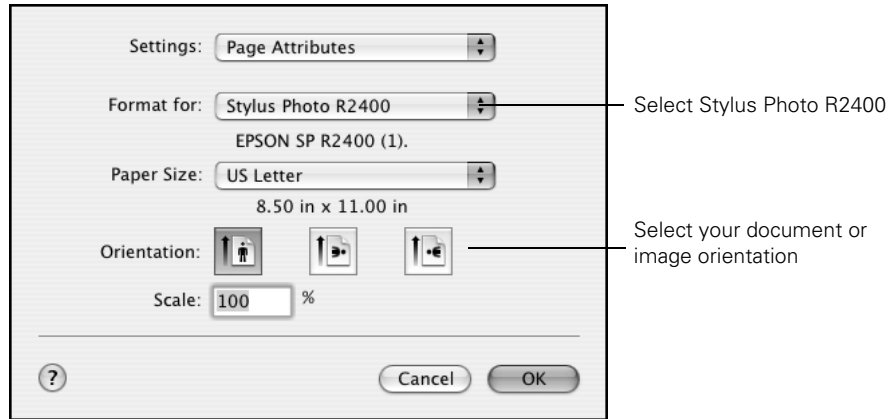 Settings: Page Attributes
Format for: Stylus Photo R2400
Select Stylus Photo R2400
EPSON SP R2400 (1).
Paper Size: US Letter
8.50 in x 11.00 in
Orientation:
Select your document or
image orientation
Scale: 100 %
?
Cancel OK